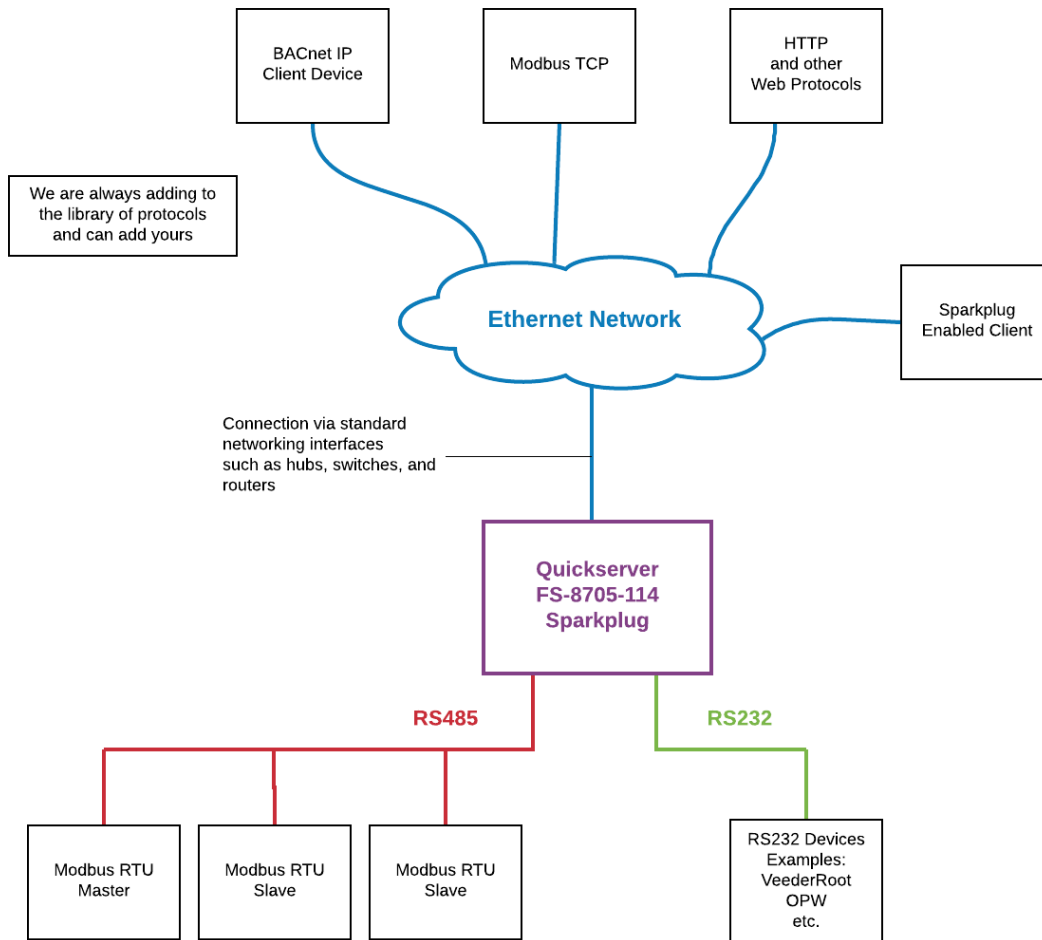 BACnet IP
Client Device
Modbus TCP
HTTP
and other
Web Protocols
We are always adding to
the library of protocols
and can add yours
Ethernet Network
Sparkplug
Enabled Client
Connection via standard
networking interfaces
such as hubs, switches, and
routers
Quickserver
FS-8705-114
Sparkplug
RS485
RS232
Modbus RTU
Master
Modbus RTU
Slave
Modbus RTU
Slave
RS232 Devices
Examples:
VeederRoot
OPW
etc.